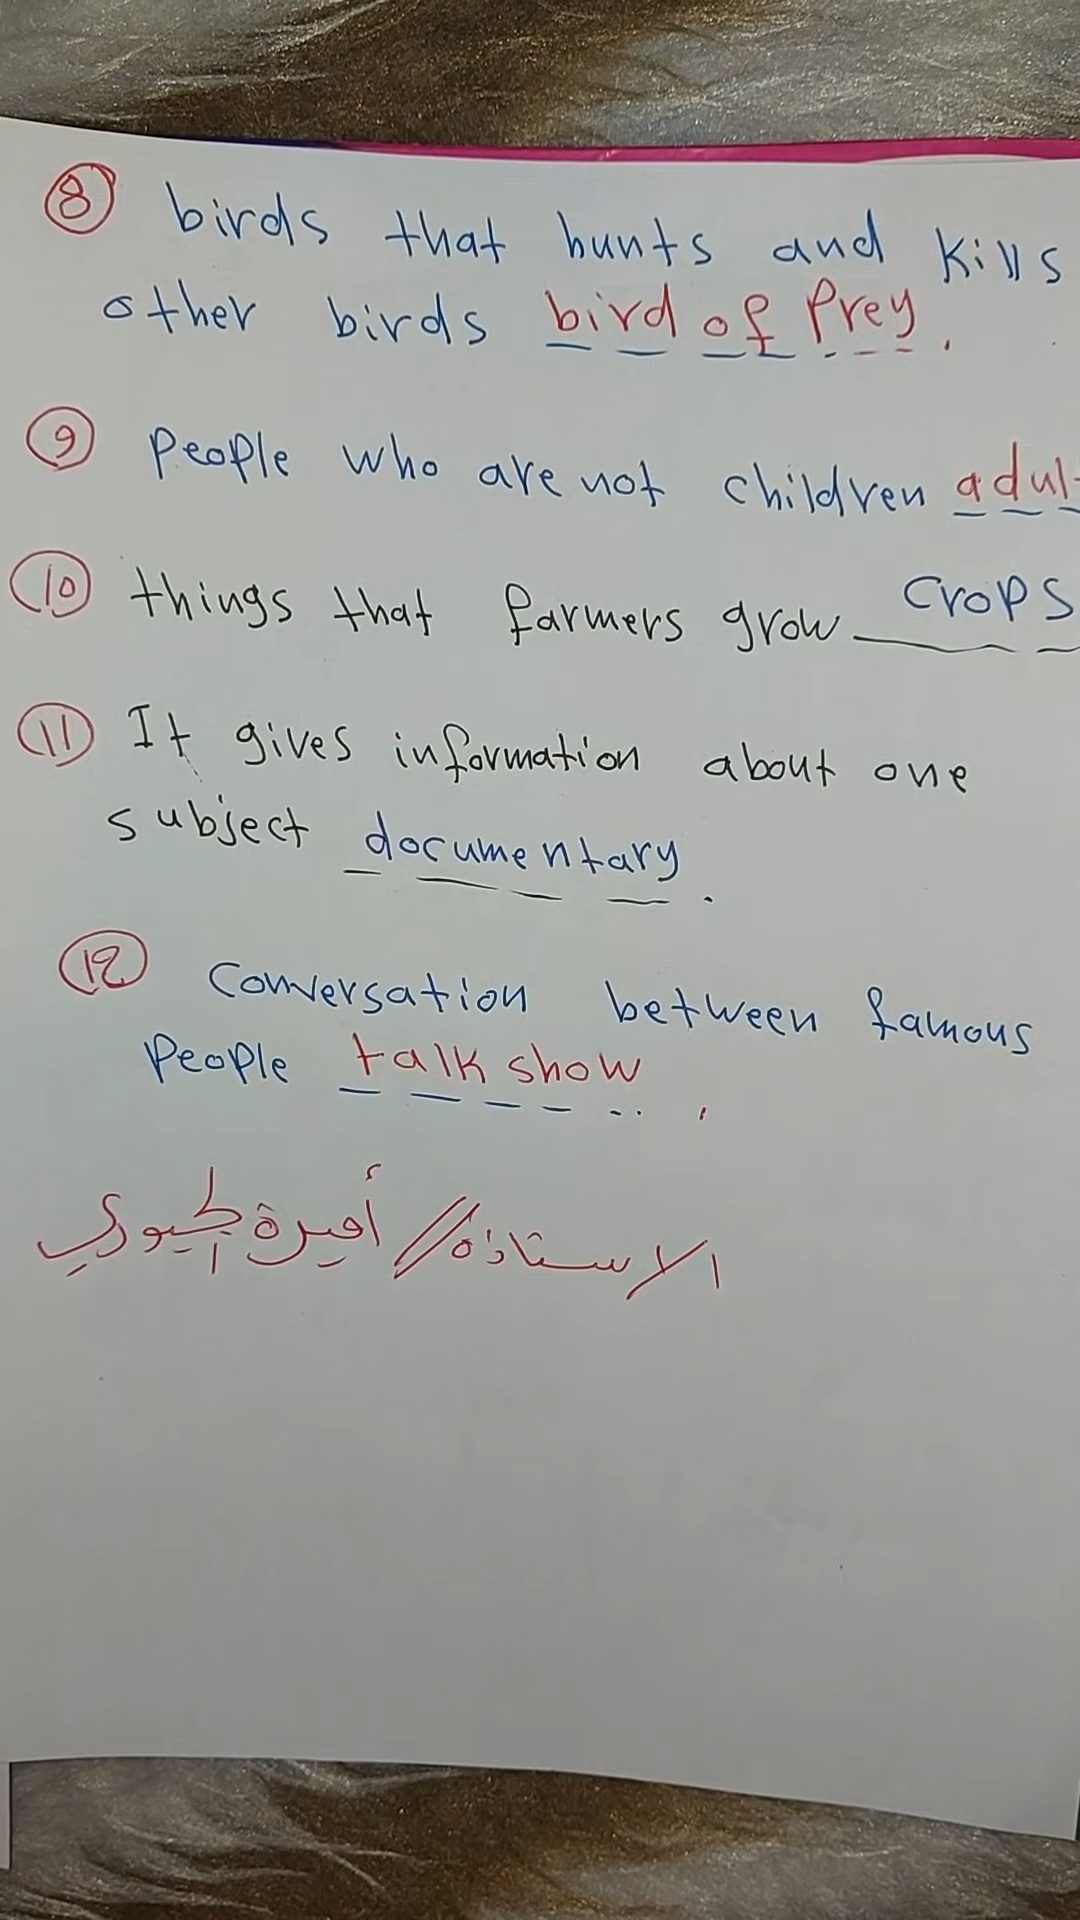 8 birds that hunts and kills
other birds bird of Prey.
9 People who are not children adul
10 things that farmers grow crops
11 It gives information about one
subject documentary.
12 Conversation between famous
People talk show.
الاستاذة // أميرة الجبوري